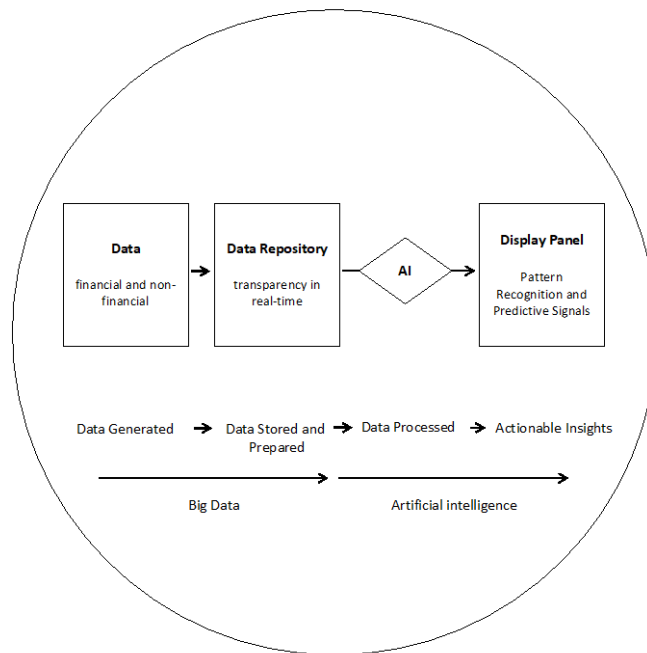 Data
financial and non-
financial
Data Repository
transparency in
real-time
AI
Display Panel
Pattern
Recognition and
Predictive Signals
Data Generated
Data Stored and
Prepared
Data Processed
Actionable Insights
Big Data
Artificial intelligence